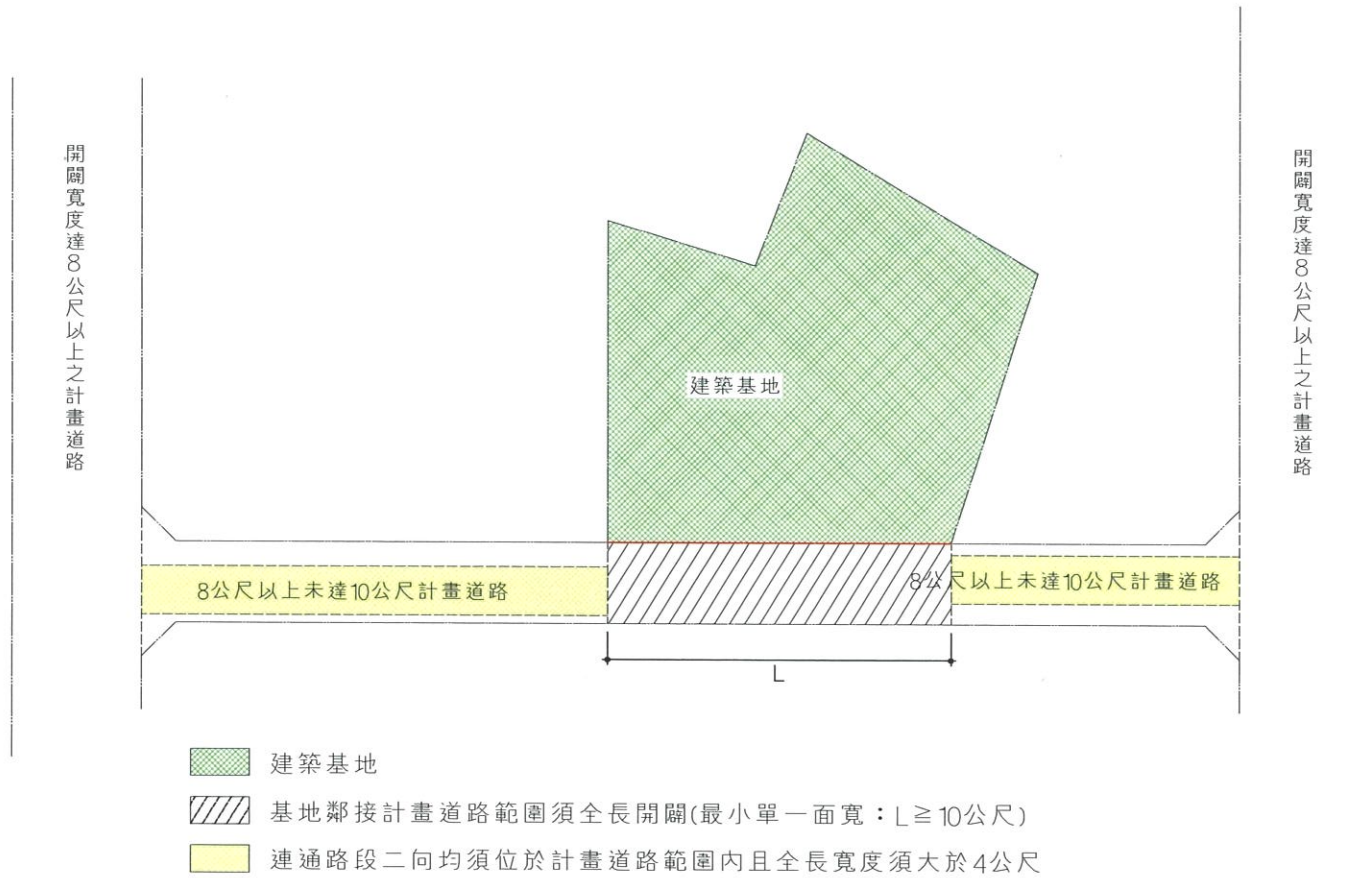 開闢寬度達8公尺以上之計畫道路
開闢寬度達8公尺以上之計畫道路
建築基地
8公尺以上未達10公尺計畫道路
8公尺以上未達10公尺計畫道路
L
建築基地
基地鄰接計畫道路範圍須全長開闢(最小單一面寬：L≧10公尺)
連通路段二向均須位於計畫道路範圍內且全長寬度須大於4公尺